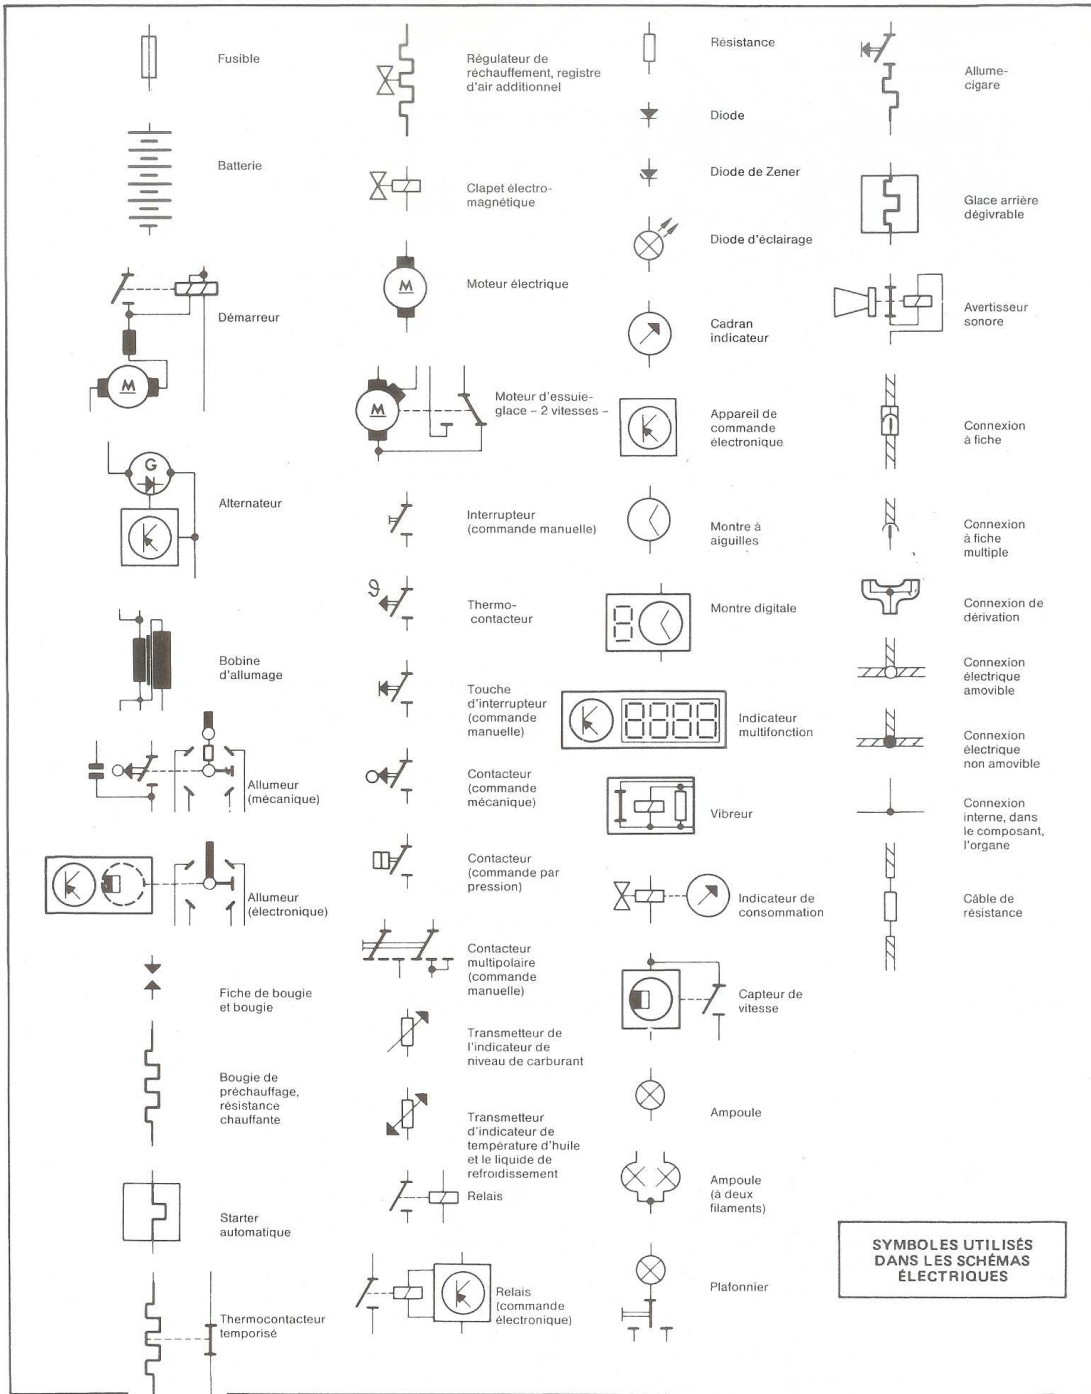 Fusible
Batterie
Démarreur
M
G
Alternateur
Bobine
d'allumage
Allumeur
(mécanique)
Allumeur
(électronique)
Fiche de bougie
et bougie
Bougie de
préchauffage,
résistance
chauffante
Starter
automatique
Thermocontacteur
temporisé
Régulateur de
réchauffement, registre
d'air additionnel
Clapet électro-
magnétique
M
Moteur électrique
M
Moteur d'essuie-
glace – 2 vitesses –
Interrupteur
(commande manuelle)
ϑ
Thermo-
contacteur
Touche
d'interrupteur
(commande
manuelle)
Contacteur
(commande
mécanique)
Contacteur
(commande par
pression)
Contacteur
multipolaire
(commande
manuelle)
Transmetteur de
l'indicateur de
niveau de carburant
Transmetteur
d'indicateur de
température d'huile
et le liquide de
refroidissement
Relais
Relais
(commande
électronique)
Résistance
Diode
Diode de Zener
Diode d'éclairage
Cadran
indicateur
Appareil de
commande
électronique
Montre à
aiguilles
Montre digitale
Indicateur
multifonction
Vibreur
Indicateur de
consommation
Capteur de
vitesse
Ampoule
Ampoule
(à deux
filaments)
Plafonnier
Allume-
cigare
Glace arrière
dégivrable
Avertisseur
sonore
Connexion
à fiche
Connexion
à fiche
multiple
Connexion de
dérivation
Connexion
électrique
amovible
Connexion
électrique
non amovible
Connexion
interne, dans
le composant,
l'organe
Câble de
résistance
SYMBOLES UTILISÉS
DANS LES SCHÉMAS
ÉLECTRIQUES